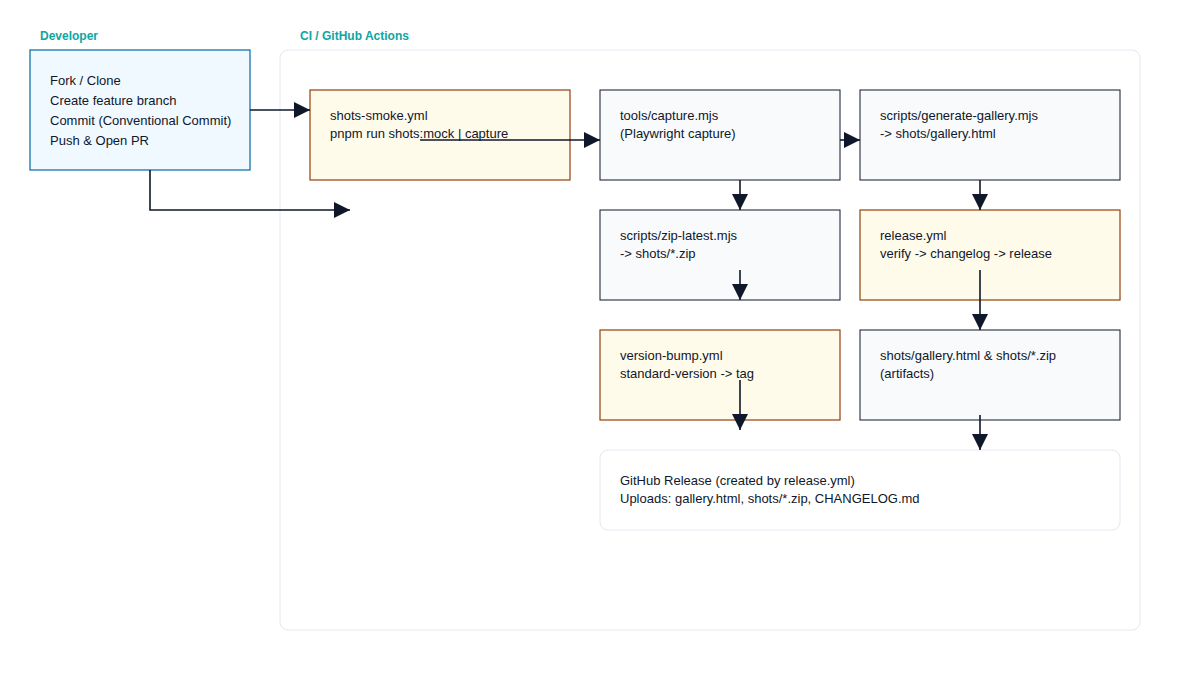 Developer
CI / GitHub Actions
Fork / Clone
Create feature branch
Commit (Conventional Commit)
Push & Open PR
shots-smoke.yml
pnpm run shots:mock | capture
tools/capture.mjs
(Playwright capture)
scripts/generate-gallery.mjs
-> shots/gallery.html
scripts/zip-latest.mjs
-> shots/*.zip
release.yml
verify -> changelog -> release
version-bump.yml
standard-version -> tag
shots/gallery.html & shots/*.zip
(artifacts)
GitHub Release (created by release.yml)
Uploads: gallery.html, shots/*.zip, CHANGELOG.md